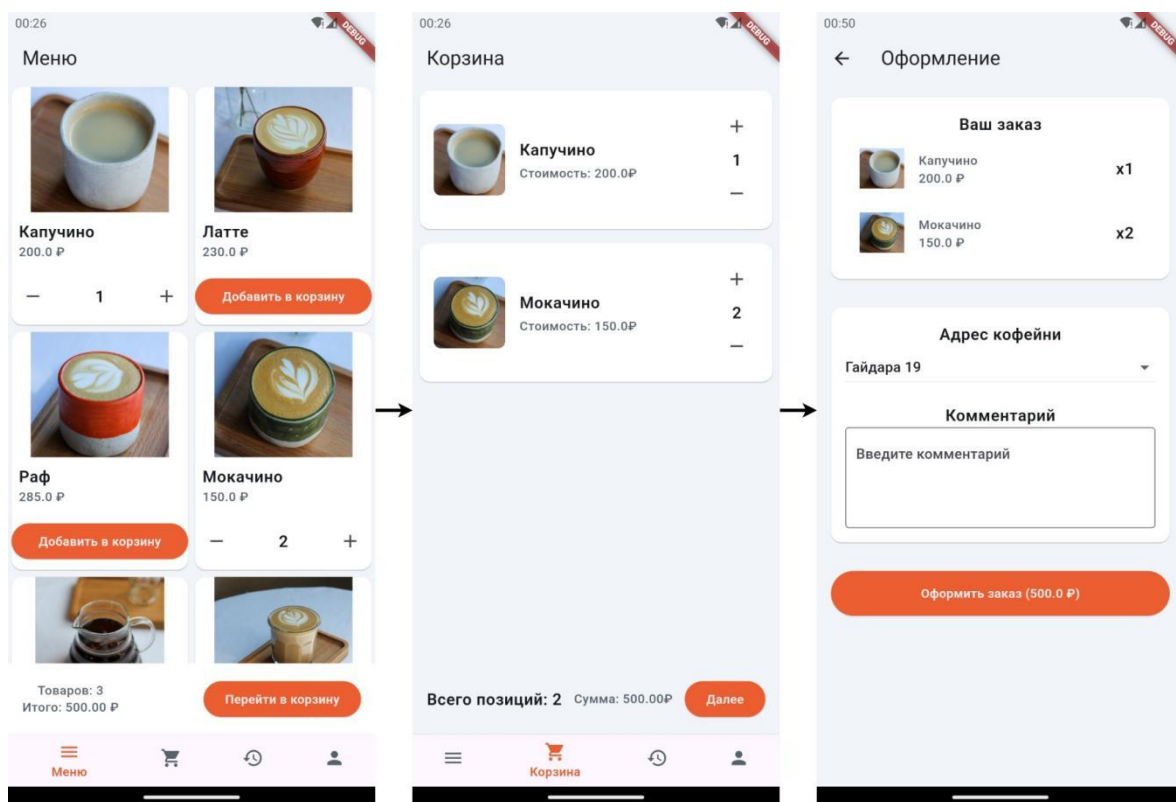 00:26
DEBUG
Меню
Капучино
200.0 ₽
Латте
230.0 ₽
1
Добавить в корзину
Раф
285.0 ₽
Мокачино
150.0 ₽
Добавить в корзину
2
Товаров: 3
Итого: 500.00 ₽
Перейти в корзину
Меню
00:26
DEBUG
Корзина
Капучино
Стоимость: 200.0₽
1
Мокачино
Стоимость: 150.0₽
2
Всего позиций: 2 Сумма: 500.00₽ Далее
Корзина
00:50
DEBUG
Оформление
Ваш заказ
Капучино
200.0 ₽
x1
Мокачино
150.0 ₽
x2
Адрес кофейни
Гайдара 19
Комментарий
Введите комментарий
Оформить заказ (500.0 ₽)